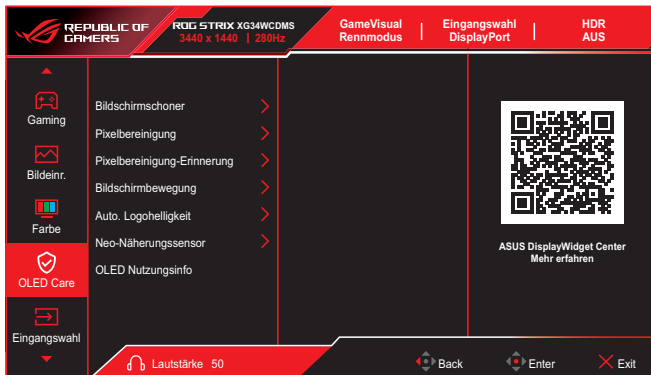 REPUBLIC OF
GAMERS
ROG STRIX XG34WCDMS
3440 x 1440 | 280Hz
GameVisual
Rennmodus
Eingangswahl
DisplayPort
HDR
AUS
Gaming
Bildeinr.
Farbe
OLED Care
Eingangswahl
Bildschirmschoner
Pixelbereinigung
Pixelbereinigung-Erinnerung
Bildschirmbewegung
Auto. Logohelligkeit
Neo-Näherungssensor
OLED Nutzungsinfo
ASUS DisplayWidget Center
Mehr erfahren
Lautstärke 50
Back
Enter
Exit